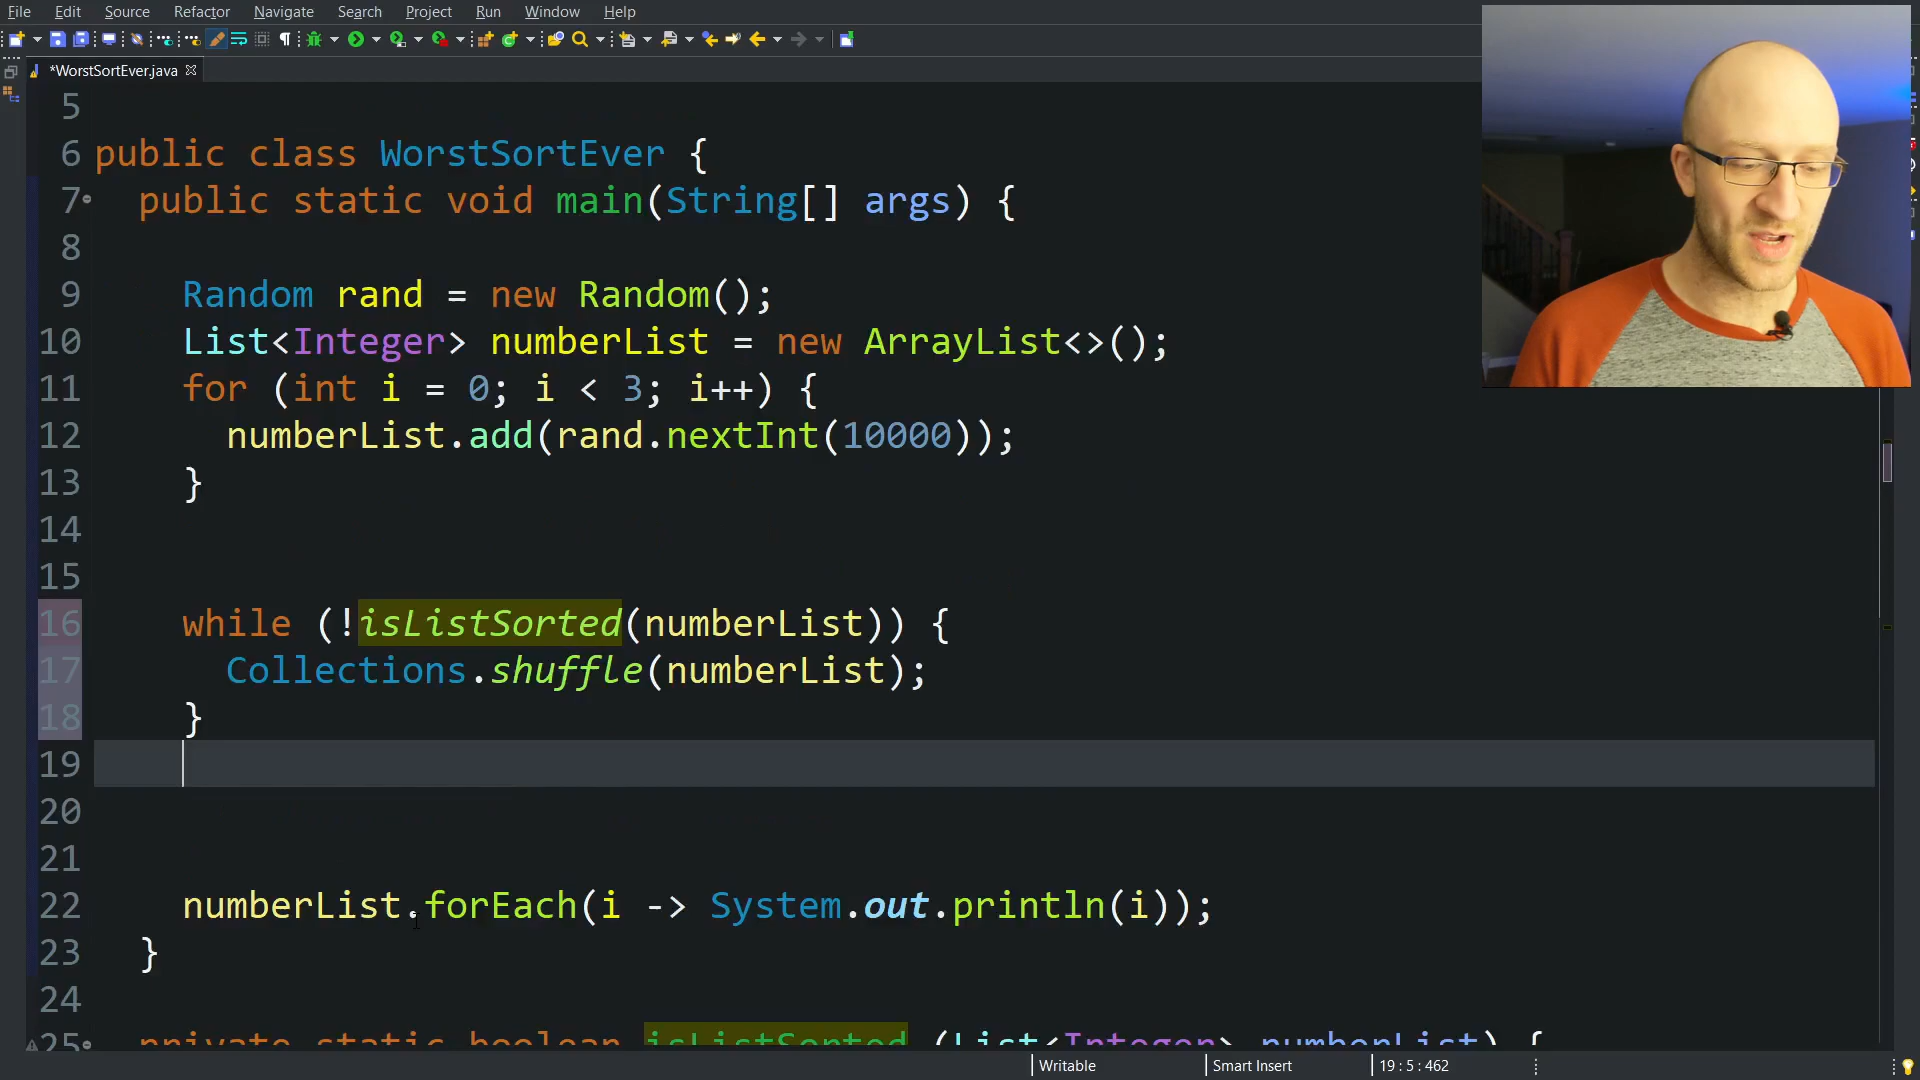 File Edit Source Refactor Navigate Search Project Run Window Help
*WorstSortEver.java
5
6 public class WorstSortEver {
7 public static void main(String[] args) {
8
9 Random rand = new Random();
10 List<Integer> numberList = new ArrayList<>();
11 for (int i = 0; i < 3; i++) {
12 numberList.add(rand.nextInt(10000));
13 }
14
15
16 while (!isListSorted(numberList)) {
17 Collections.shuffle(numberList);
18 }
19
20
21
22 numberList.forEach(i -> System.out.println(i));
23 }
24
25 private static boolean isListSorted (List<Integer> numberList) {
Writable Smart Insert 19 : 5 : 462